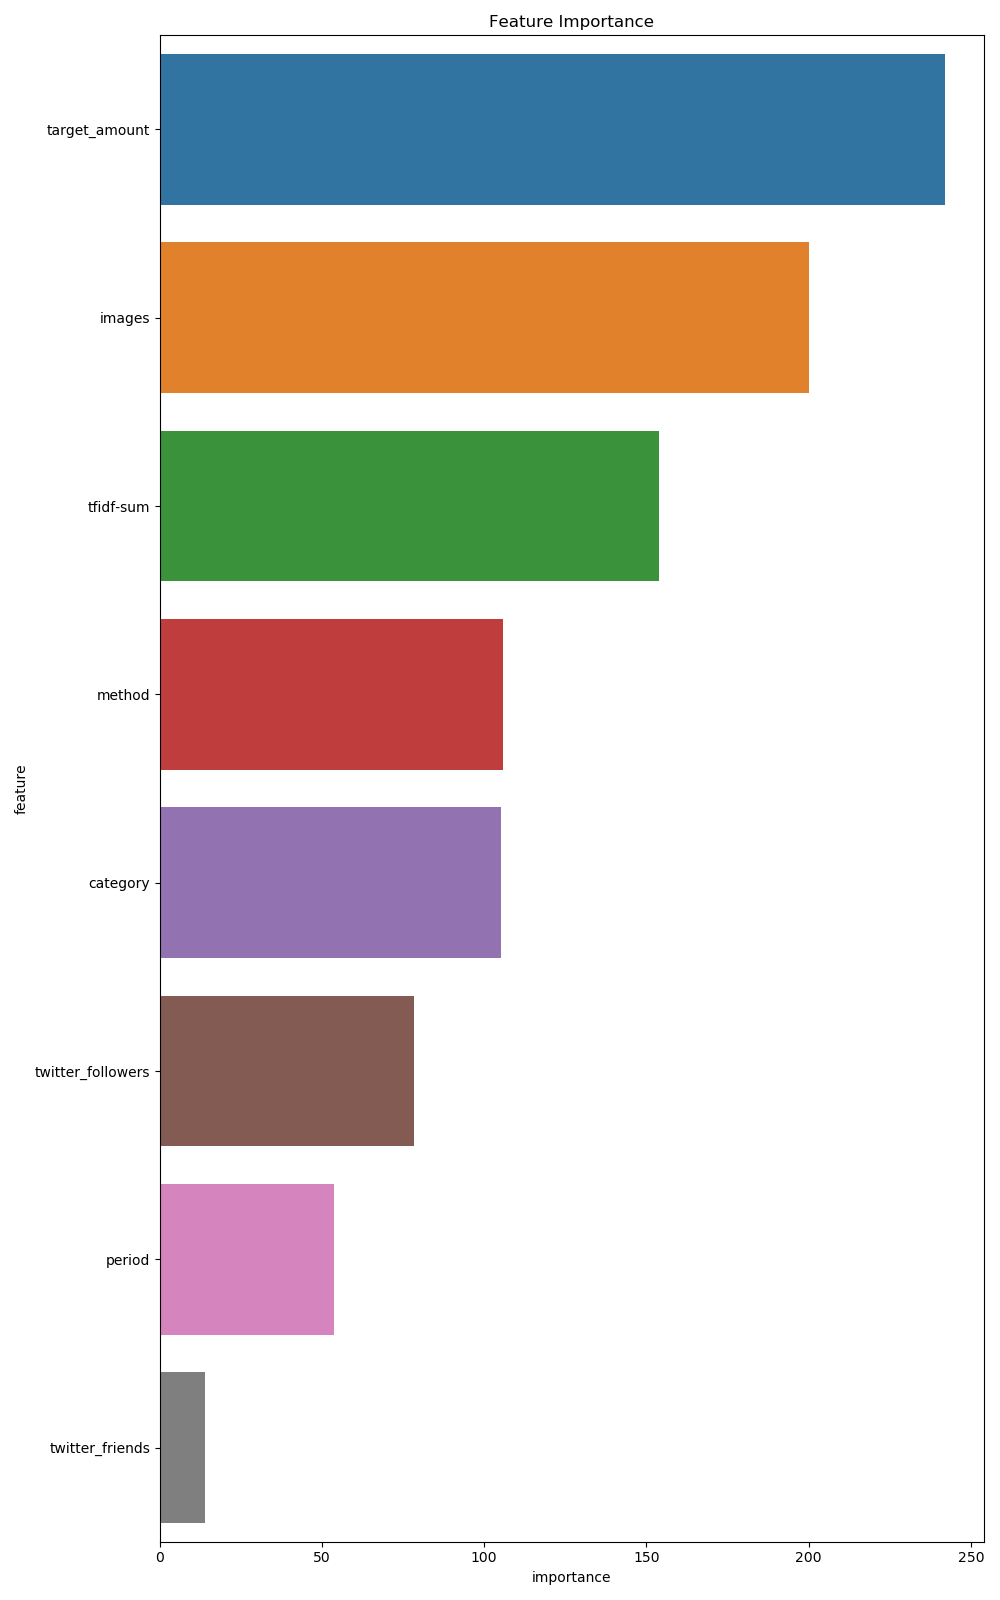 Feature Importance
target_amount
images
tfidf-sum
method
category
twitter_followers
period
twitter_friends
feature
0 50 100 150 200 250
importance